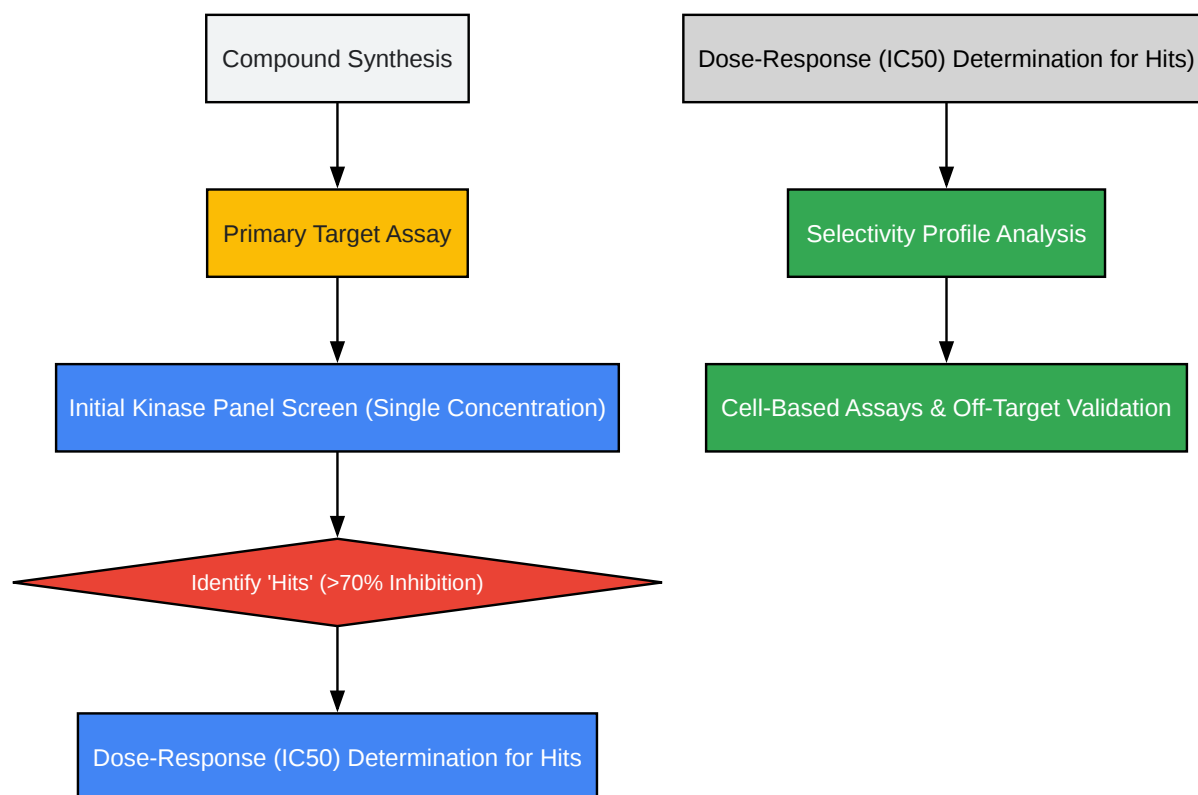 Compound Synthesis
Primary Target Assay
Initial Kinase Panel Screen (Single Concentration)
Identify 'Hits' (>70% Inhibition)
Dose-Response (IC50) Determination for Hits
Dose-Response (IC50) Determination for Hits)
Selectivity Profile Analysis
Cell-Based Assays & Off-Target Validation